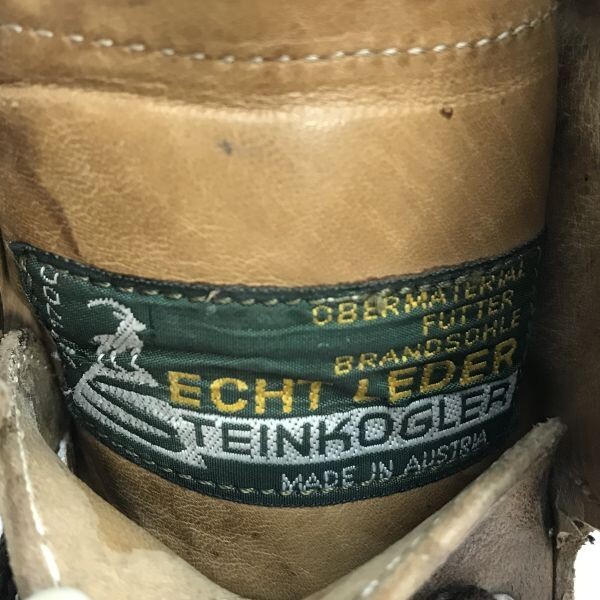 OBERMATERIAL
FUTTER
BRANDSOHLE
ECHT LEDER
STEINKOGLER
MADE IN AUSTRIA